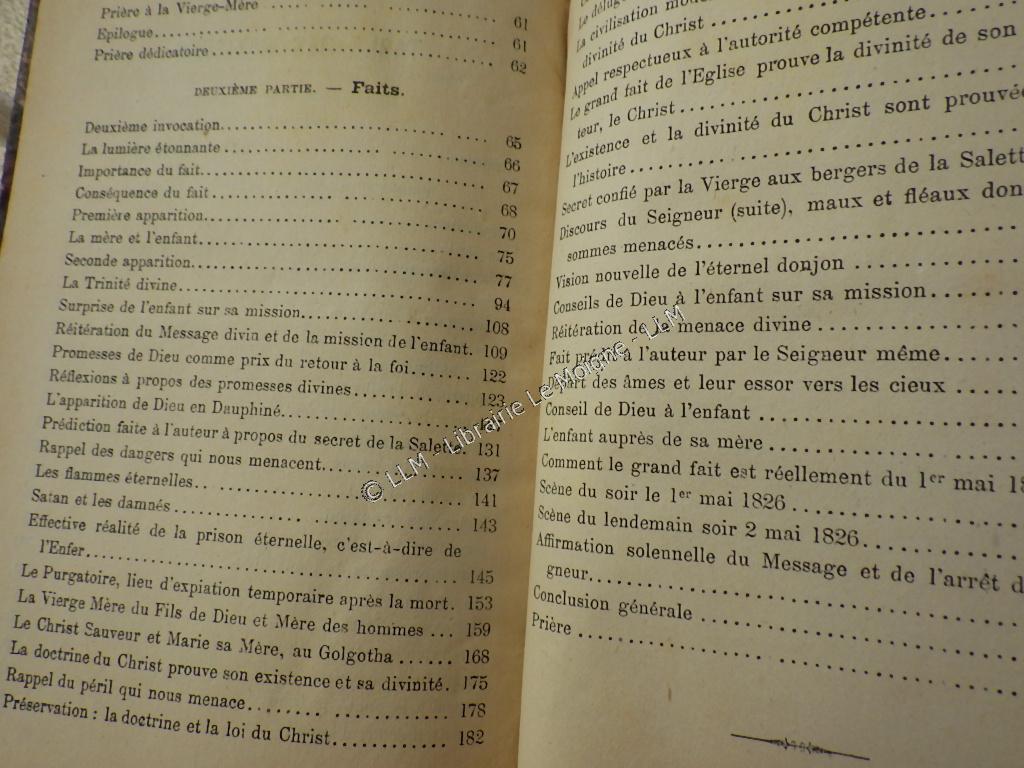 Prière à la Vierge-Mère ........ 61
Epilogue........ 61
Prière dédicatoire ........ 62
DEUXIÈME PARTIE. — Faits.
Deuxième invocation........ 65
La lumière étonnante ........ 66
Importance du fait........ 67
Conséquence du fait ........ 68
Première apparition........ 70
La mère et l'enfant........ 75
Seconde apparition........ 77
La Trinité divine........ 94
Surprise de l'enfant sur sa mission........ 108
Réitération du Message divin et de la mission de l'enfant. 109
Promesses de Dieu comme prix du retour à la foi........ 122
Réflexions à propos des promesses divines........ 123
L'apparition de Dieu en Dauphiné........
Prédiction faite à l'auteur à propos du secret de la Salette. 131
Rappel des dangers qui nous menacent........ 137
Les flammes éternelles........ 141
Satan et les damnés ........ 143
Effective réalité de la prison éternelle, c'est-à-dire de
l'Enfer........ 145
Le Purgatoire, lieu d'expiation temporaire après la mort. 153
La Vierge Mère du Fils de Dieu et Mère des hommes ... 159
Le Christ Sauveur et Marie sa Mère, au Golgotha ...... 168
La doctrine du Christ prouve son existence et sa divinité. 175
Rappel du péril qui nous menace........ 178
Préservation : la doctrine et la loi du Christ........ 182
Le
La civilisation
divinité du Christ ........
Appel respectueux à l'autorité compétente........
Le grand fait de l'Eglise prouve la divinité de son
teur, le Christ ........
L'existence et la divinité du Christ sont
l'histoire........
Secret confié par la Vierge aux bergers de la
Discours du Seigneur (suite), maux et fléaux
sommes menacés........
Vision nouvelle de l'éternel donjon ........
Conseils de Dieu à l'enfant sur sa mission........
Réitération de la menace divine ........
Fait à l'auteur par le Seigneur même........
des âmes et leur essor vers les cieux ....
Conseil de Dieu à l'enfant ........
L'enfant auprès de sa mère ........
Comment le grand fait est réellement du 1er mai
Scène du soir le 1er mai 1826 ........
Scène du lendemain soir 2 mai 1826........
Affirmation solennelle du Message et de l'arrêt
gneur........
Conclusion générale ........
Prière ........
© LLM - Librairie Le Moigne - LLM